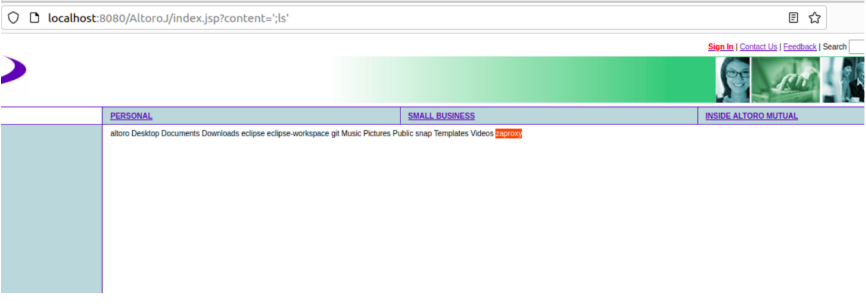 localhost:8080/AltoroJ/index.jsp?content=';ls'
Sign In | Contact Us | Feedback | Search
PERSONAL SMALL BUSINESS INSIDE ALTORO MUTUAL
altoro Desktop Documents Downloads eclipse eclipse-workspace git Music Pictures Public snap Templates Videos zaproxy